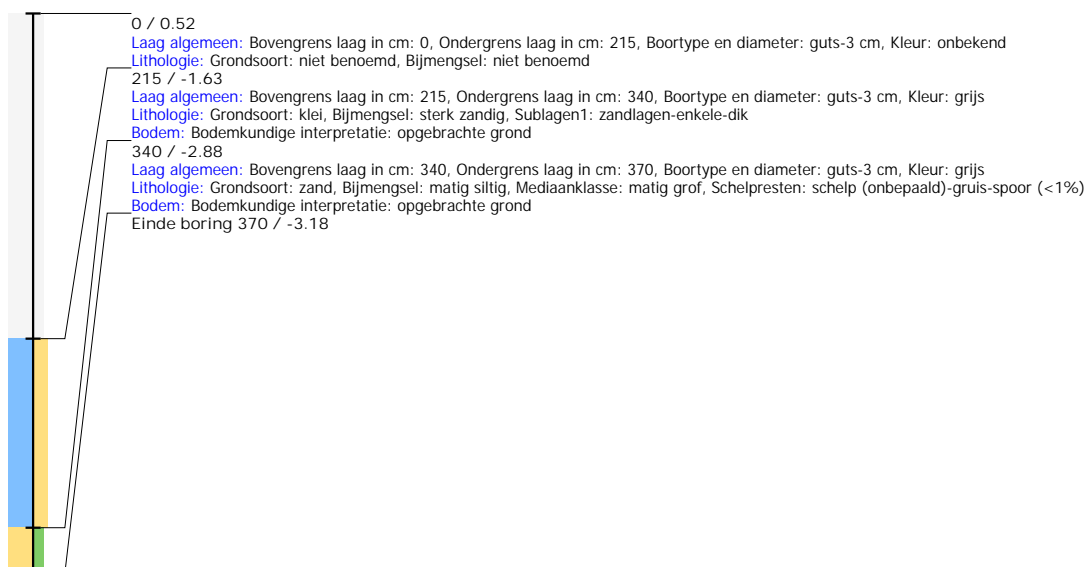 0 / 0.52
Laag algemeen: Bovengrens laag in cm: 0, Ondergrens laag in cm: 215, Boortype en diameter: guts-3 cm, Kleur: onbekend
Lithologie: Grondsoort: niet benoemd, Bijmengsel: niet benoemd
215 / -1.63
Laag algemeen: Bovengrens laag in cm: 215, Ondergrens laag in cm: 340, Boortype en diameter: guts-3 cm, Kleur: grijs
Lithologie: Grondsoort: klei, Bijmengsel: sterk zandig, Sublagen1: zandlagen-enkele-dik
Bodem: Bodemkundige interpretatie: opgebrachte grond
340 / -2.88
Laag algemeen: Bovengrens laag in cm: 340, Ondergrens laag in cm: 370, Boortype en diameter: guts-3 cm, Kleur: grijs
Lithologie: Grondsoort: zand, Bijmengsel: matig siltig, Mediaanklasse: matig grof, Schelpresten: schelp (onbepaald)-gruis-spoor (<1%)
Bodem: Bodemkundige interpretatie: opgebrachte grond
Einde boring 370 / -3.18